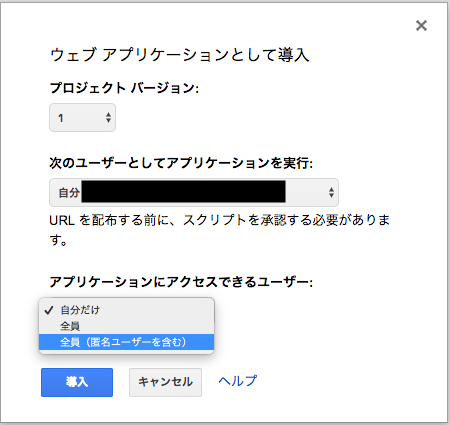 ウェブ アプリケーションとして導入
プロジェクト バージョン:
1
次のユーザーとしてアプリケーションを実行:
自分
URL を配布する前に、スクリプトを承認する必要がありま
す。
アプリケーションにアクセスできるユーザー:
自分だけ
全員
全員（匿名ユーザーを含む）
導入 キャンセル ヘルプ